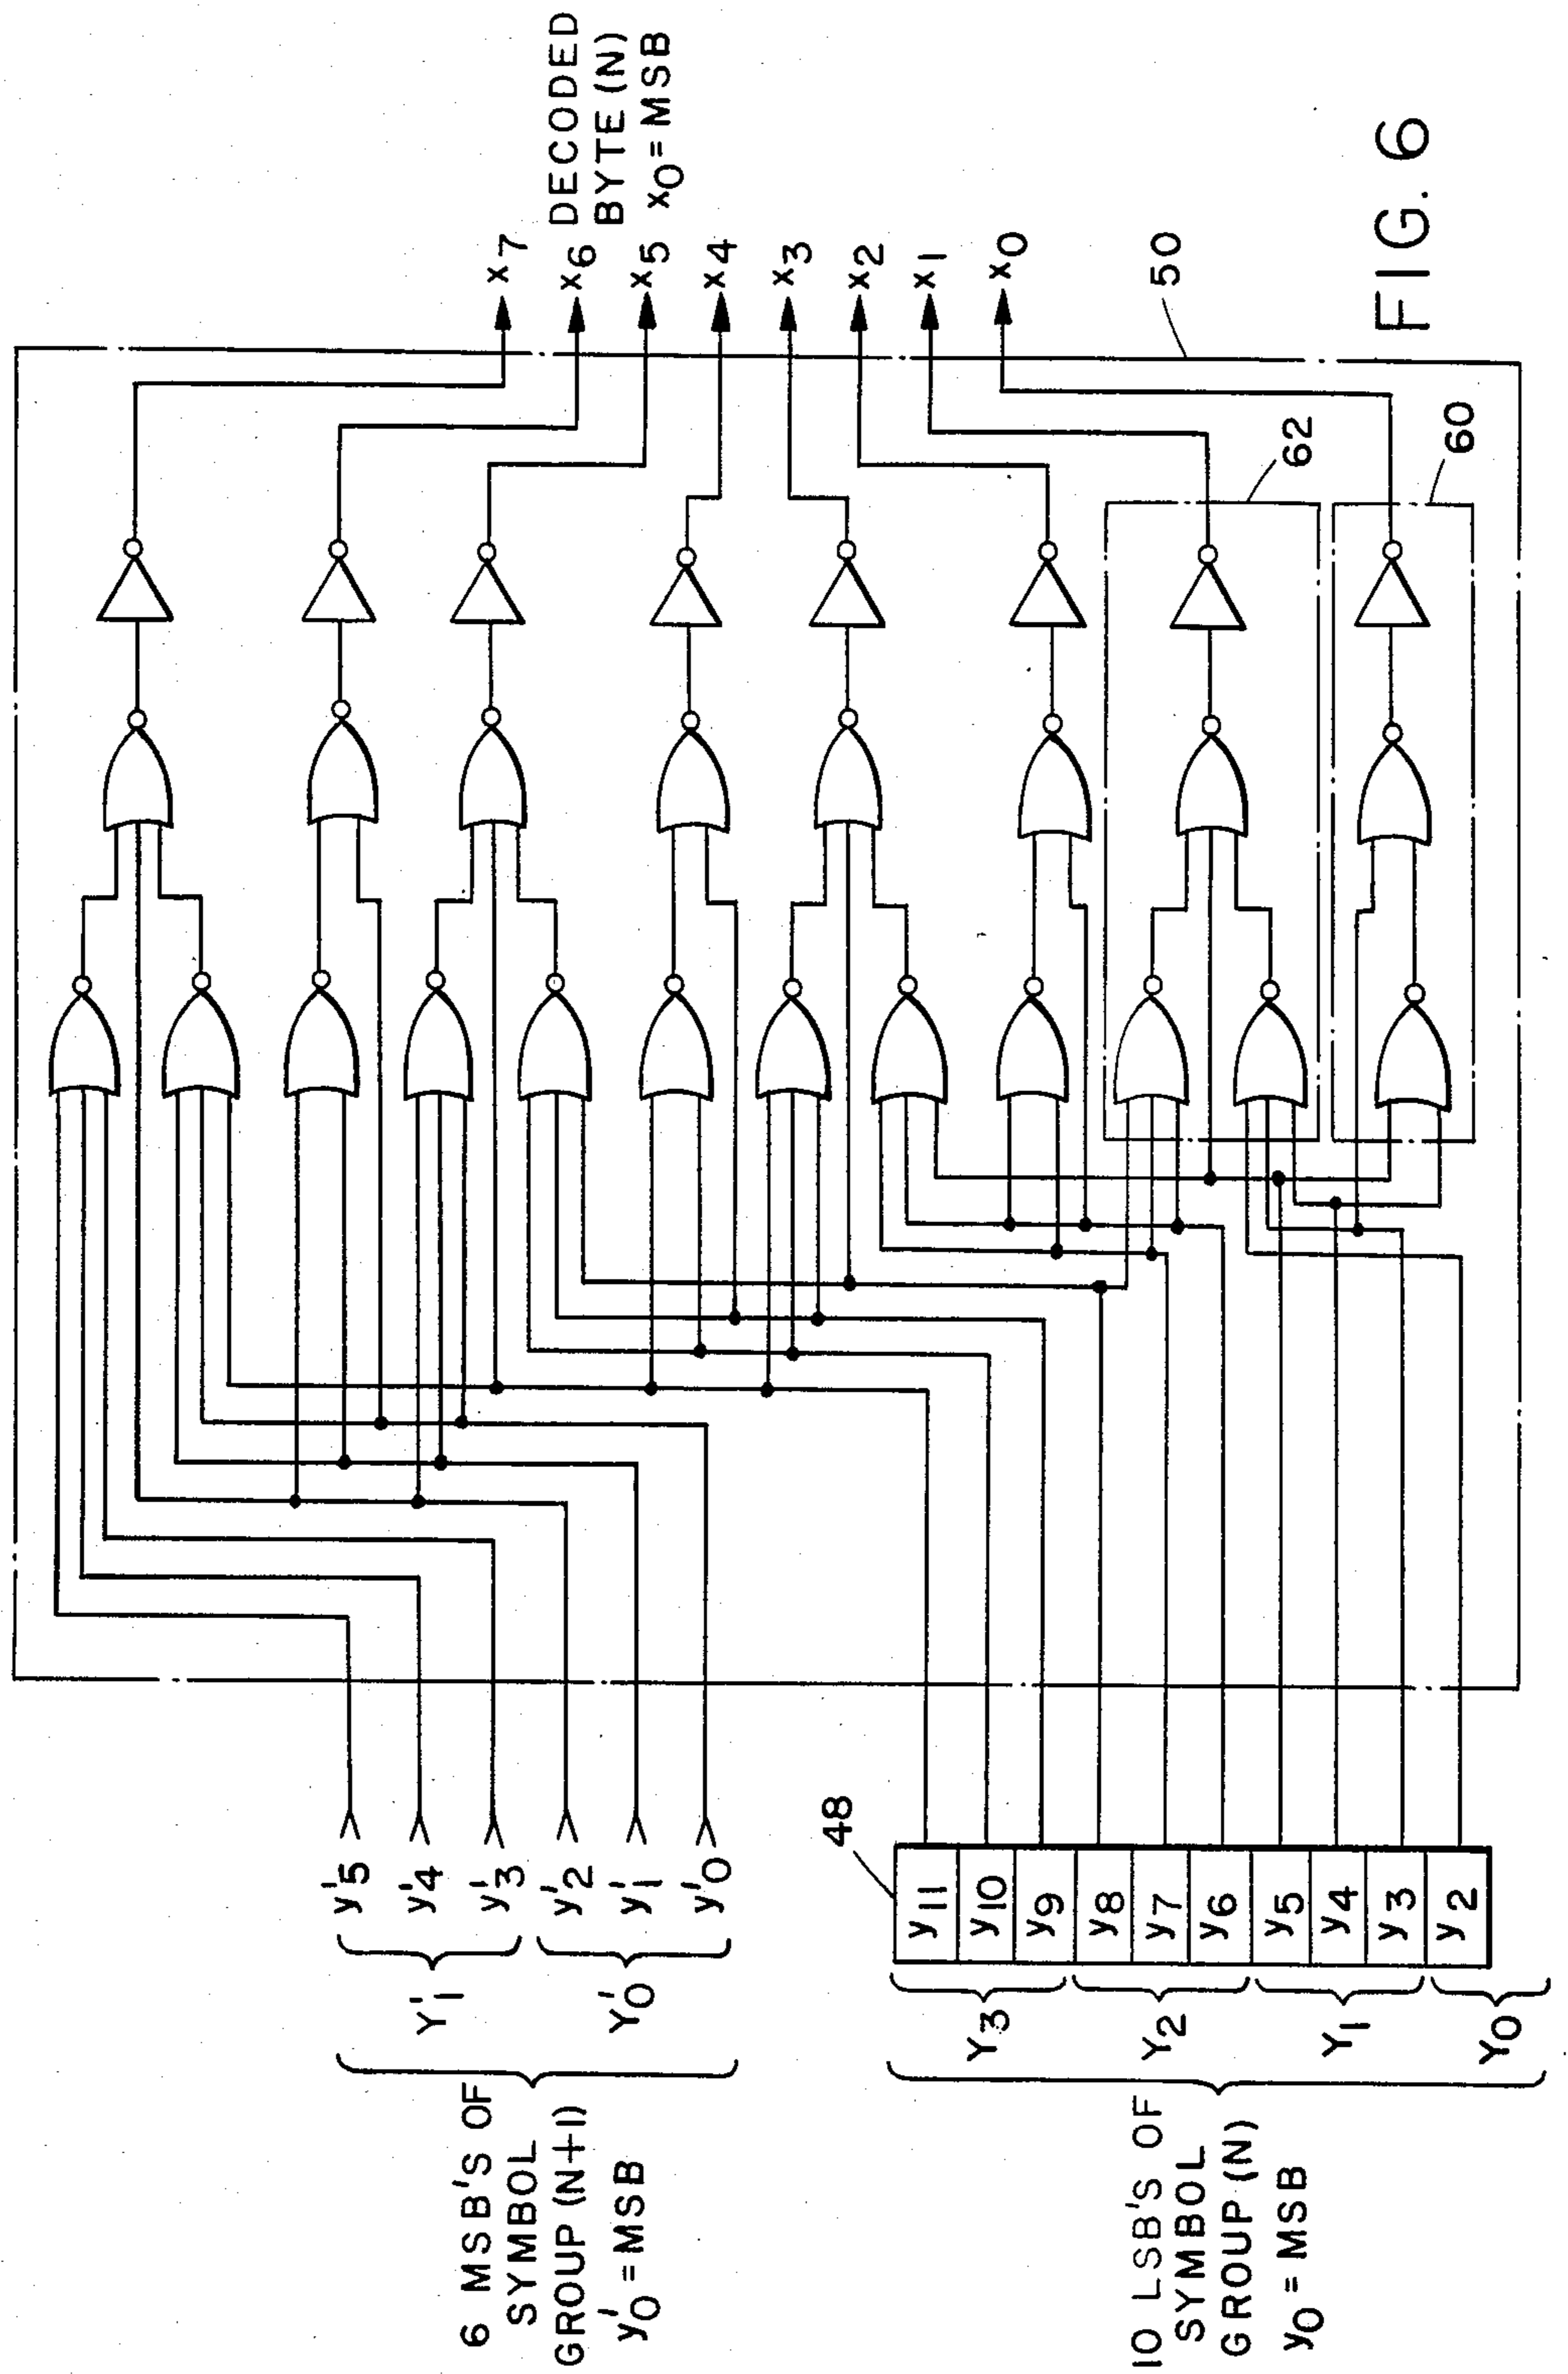 6 MSB'S OF
SYMBOL
GROUP (N+1)
y'0 = MSB
Y'1
Y'0
y'5
y'4
y'3
y'2
y'1
y'0
10 LSB'S OF
SYMBOL
GROUP (N)
y0 = MSB
Y3
Y2
Y1
Y0
48
y11
y10
y9
y8
y7
y6
y5
y4
y3
y2
62
60
50
x7
x6
x5
x4
x3
x2
x1
x0
DECODED
BYTE (N)
x0 = MSB
FIG. 6